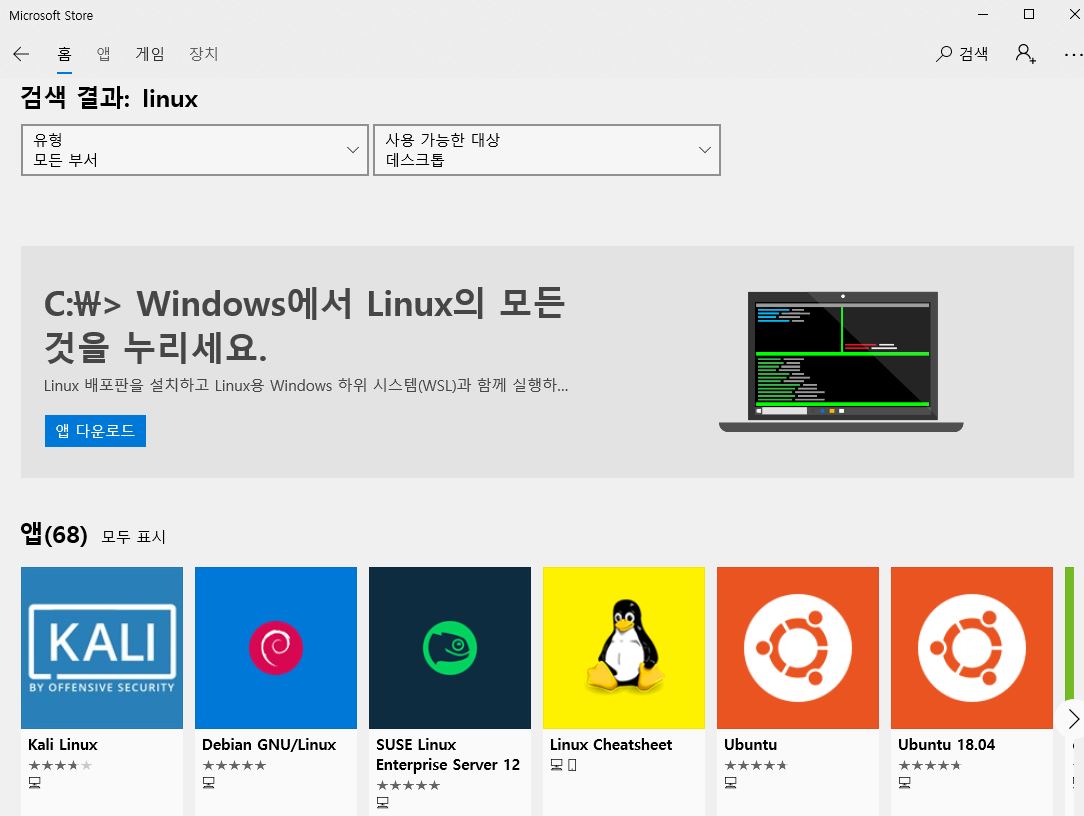 Microsoft Store
홈 앱 게임 장치 검색
검색 결과: linux
유형
모든 부서
사용 가능한 대상
데스크톱
C:₩> Windows에서 Linux의 모든
것을 누리세요.
Linux 배포판을 설치하고 Linux용 Windows 하위 시스템(WSL)과 함께 실행하...
앱 다운로드
앱(68) 모두 표시
KALI
BY OFFENSIVE SECURITY
Kali Linux
Debian GNU/Linux
SUSE Linux
Enterprise Server 12
Linux Cheatsheet
Ubuntu
Ubuntu 18.04